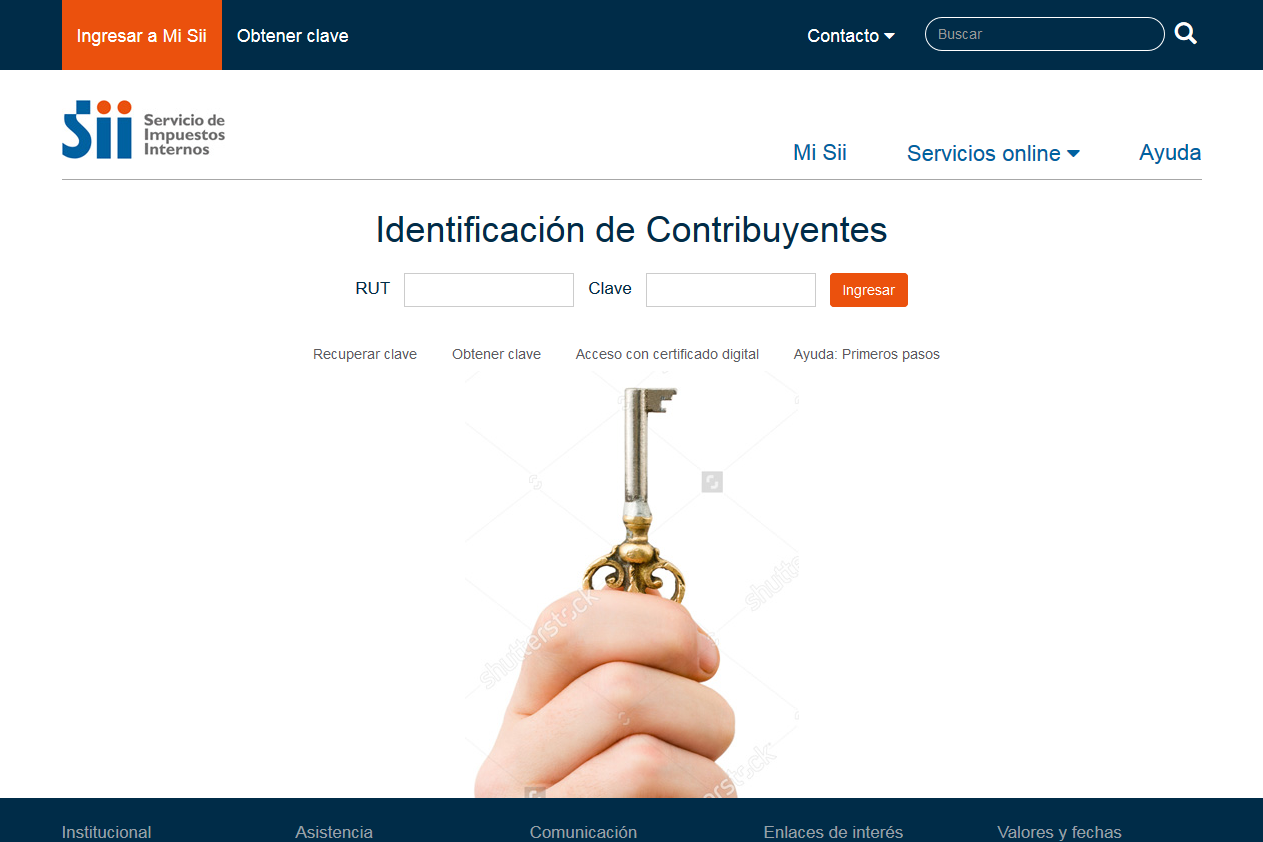 Ingresar a Mi Sii Obtener clave Contacto Buscar
Sii Servicio de
Impuestos
Internos
Mi Sii Servicios online Ayuda
Identificación de Contribuyentes
RUT Clave Ingresar
Recuperar clave Obtener clave Acceso con certificado digital Ayuda: Primeros pasos
shutterstock
shutterstock
shutterstock
Institucional Asistencia Comunicación Enlaces de interés Valores y fechas